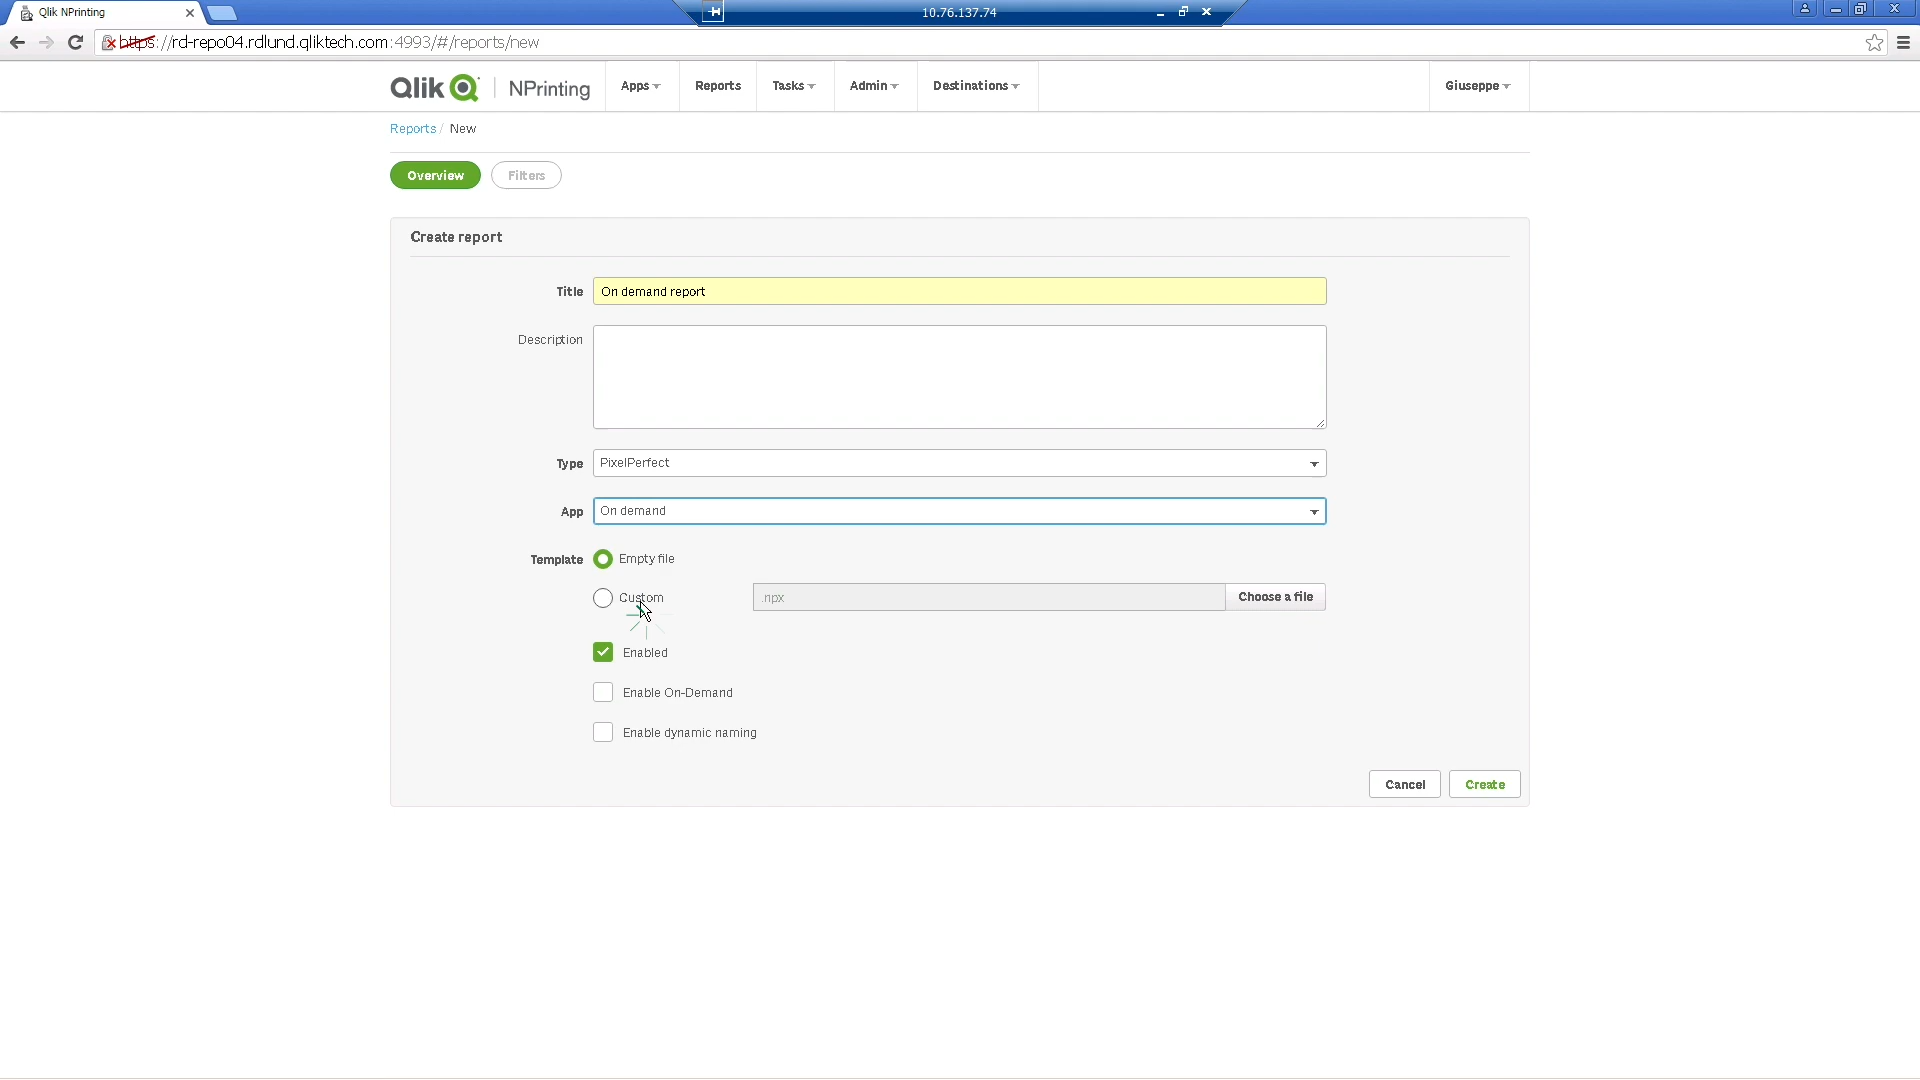 Qlik NPrinting
10.76.137.74
https://rd-repo04.rdlund.qliktech.com:4993/#/reports/new
Qlik Q NPrinting Apps Reports Tasks Admin Destinations Giuseppe
Reports / New
Overview Filters
Create report
Title On demand report
Description
Type PixelPerfect
App On demand
Template Empty file
Custom .npx Choose a file
Enabled
Enable On-Demand
Enable dynamic naming
Cancel Create